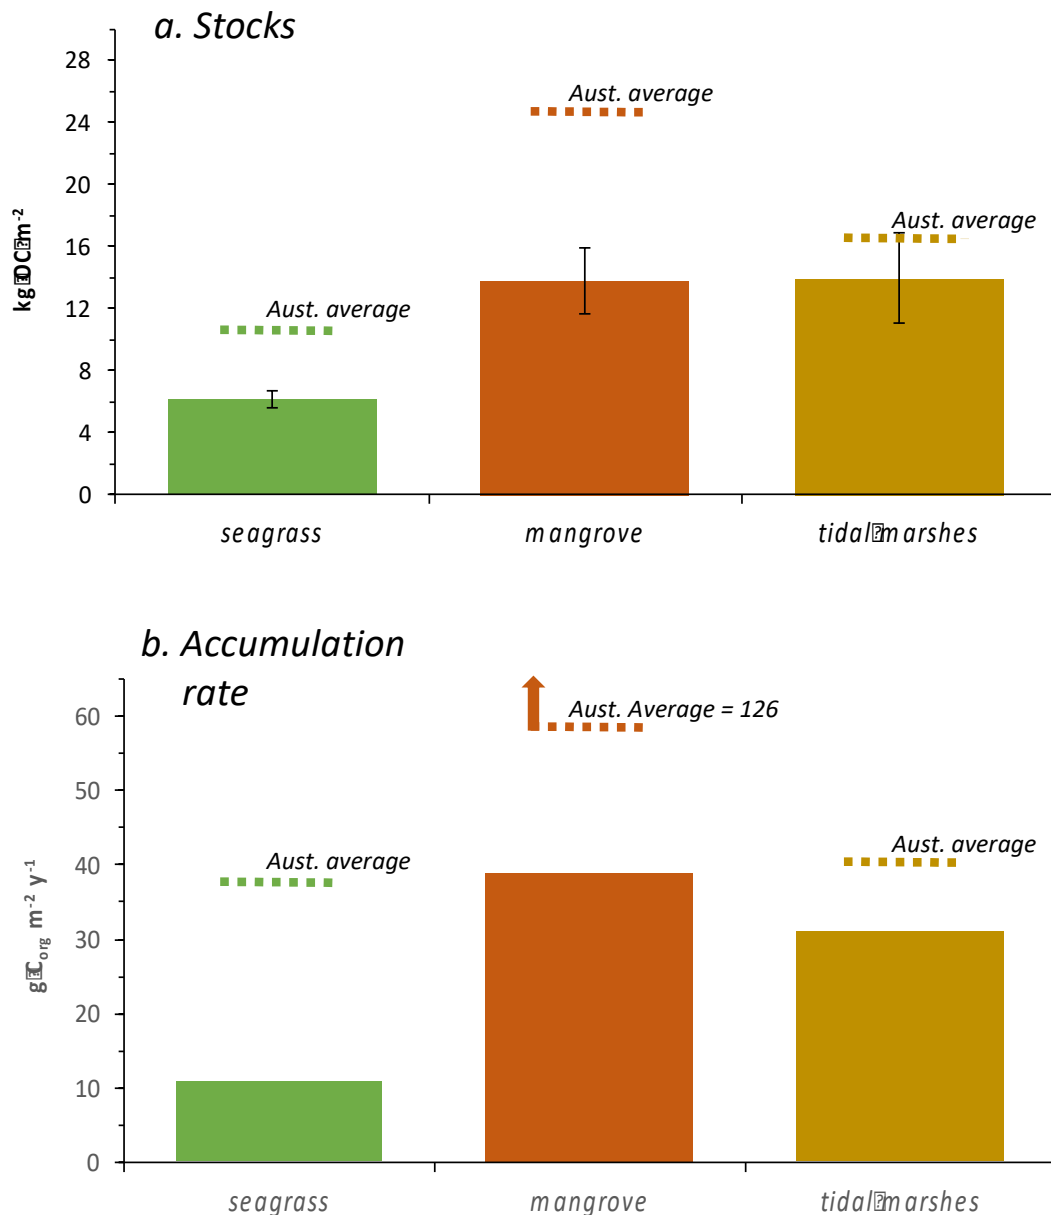 a. Stocks
28
24
20
16
12
8
4
0
kg OC m-2
Aust. average
Aust. average
Aust. average
seagrass
mangrove
tidal marshes
b. Accumulation
rate
60
50
40
30
20
10
0
g Corg m-2 y-1
Aust. average
Aust. Average = 126
Aust. average
seagrass
mangrove
tidal marshes